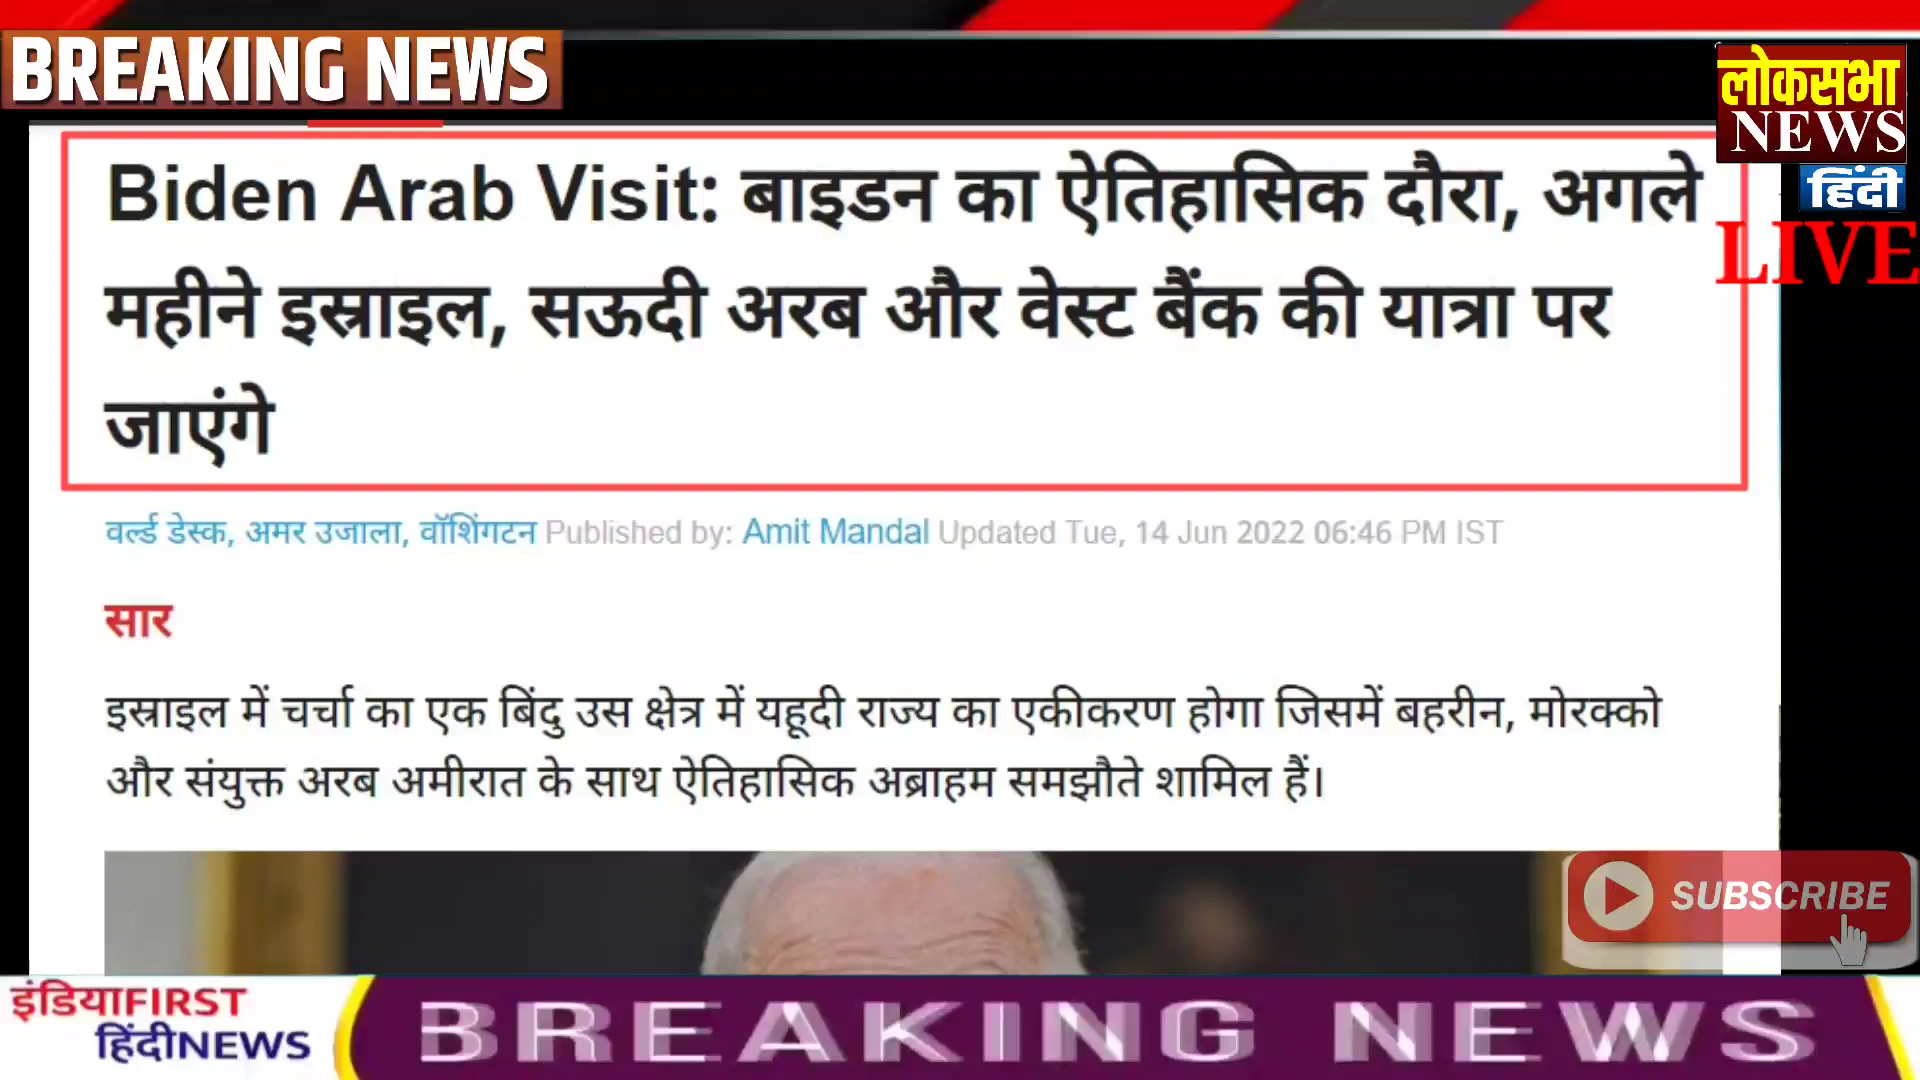 BREAKING NEWS
लोकसभा
NEWS
हिंदी
LIVE
Biden Arab Visit: बाइडन का ऐतिहासिक दौरा, अगले
महीने इस्राइल, सऊदी अरब और वेस्ट बैंक की यात्रा पर
जाएंगे
वर्ल्ड डेस्क, अमर उजाला, वॉशिंगटन Published by: Amit Mandal Updated Tue, 14 Jun 2022 06:46 PM IST
सार
इस्राइल में चर्चा का एक बिंदु उस क्षेत्र में यहूदी राज्य का एकीकरण होगा जिसमें बहरीन, मोरक्को
और संयुक्त अरब अमीरात के साथ ऐतिहासिक अब्राहम समझौते शामिल हैं।
SUBSCRIBE
इंडियाFIRST
हिंदीNEWS
BREAKING NEWS